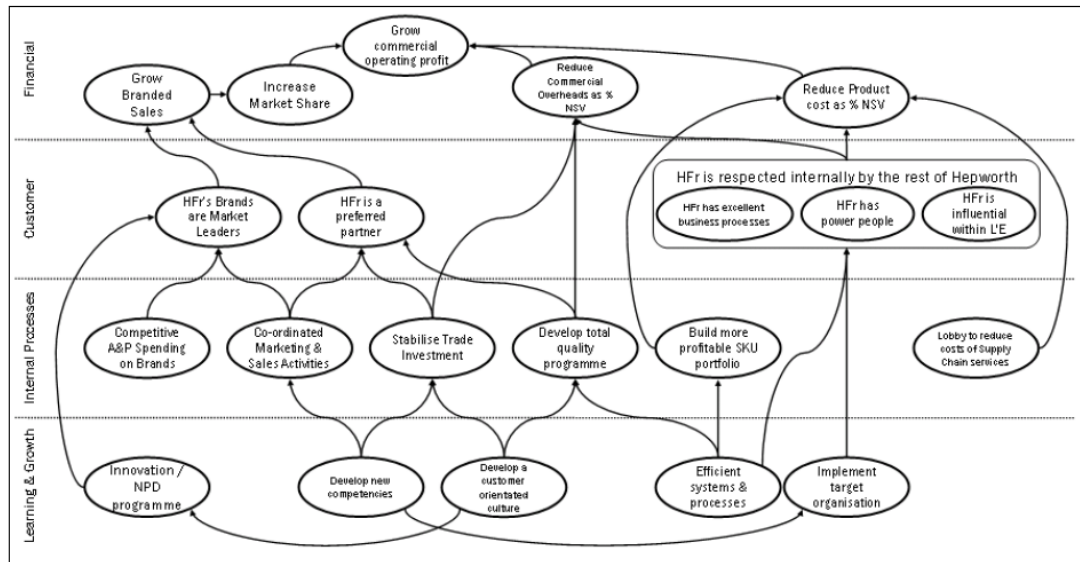 Financial
Grow
commercial
operating profit
Grow
Branded
Sales
Increase
Market Share
Reduce
Commercial
Overheads as %
NSV
Reduce Product
cost as % NSV
Customer
HFr's Brands
are Market
Leaders
HFr is a
preferred
partner
HFr is respected internally by the rest of Hepworth
HFr has excellent
business processes
HFr has
power people
HFr is
influential
within L'E
Internal Processes
Competitive
A&P Spending
on Brands
Co-ordinated
Marketing &
Sales Activities
Stabilise Trade
Investment
Develop total
quality
programme
Build more
profitable SKU
portfolio
Lobby to reduce
costs of Supply
Chain services
Learning & Growth
Innovation /
NPD
programme
Develop new
competencies
Develop a
customer
orientated
culture
Efficient
systems &
processes
Implement
target
organisation